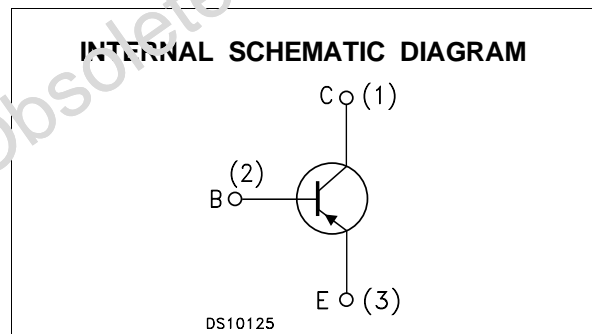 Obsolete
INTERNAL SCHEMATIC DIAGRAM
C (1)
(2)
B
E (3)
DS10125